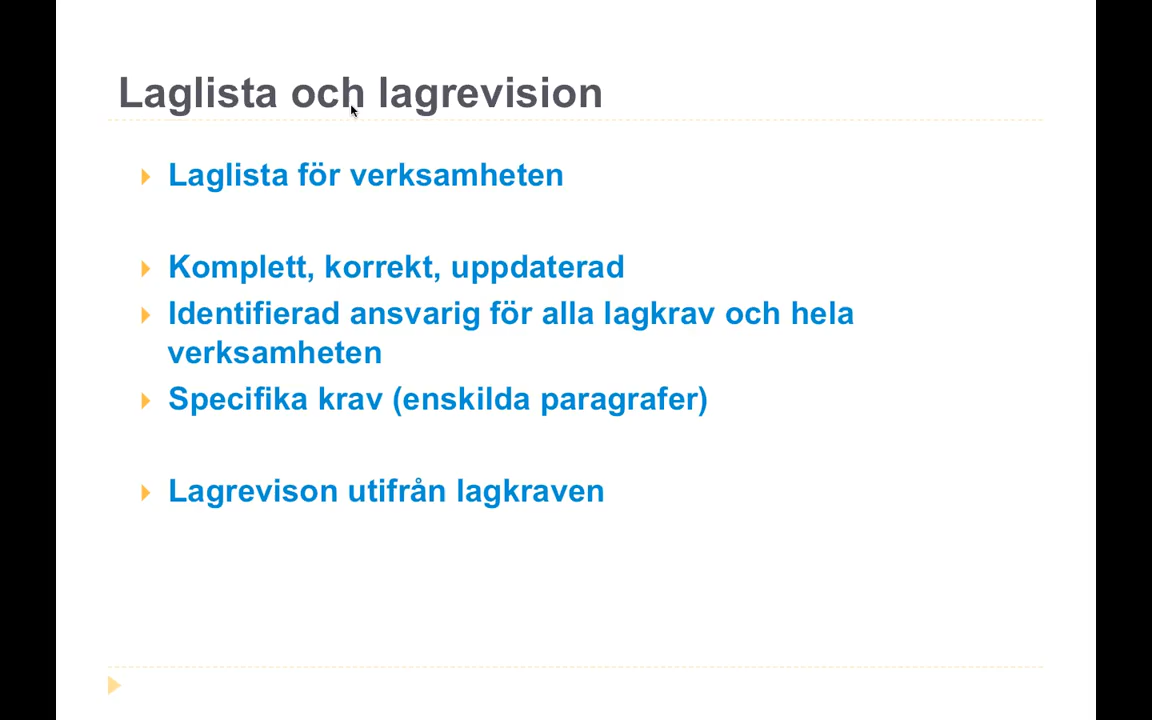 Laglista och lagrevision
Laglista för verksamheten
Komplett, korrekt, uppdaterad
Identifierad ansvarig för alla lagkrav och hela
verksamheten
Specifika krav (enskilda paragrafer)
Lagrevison utifrån lagkraven